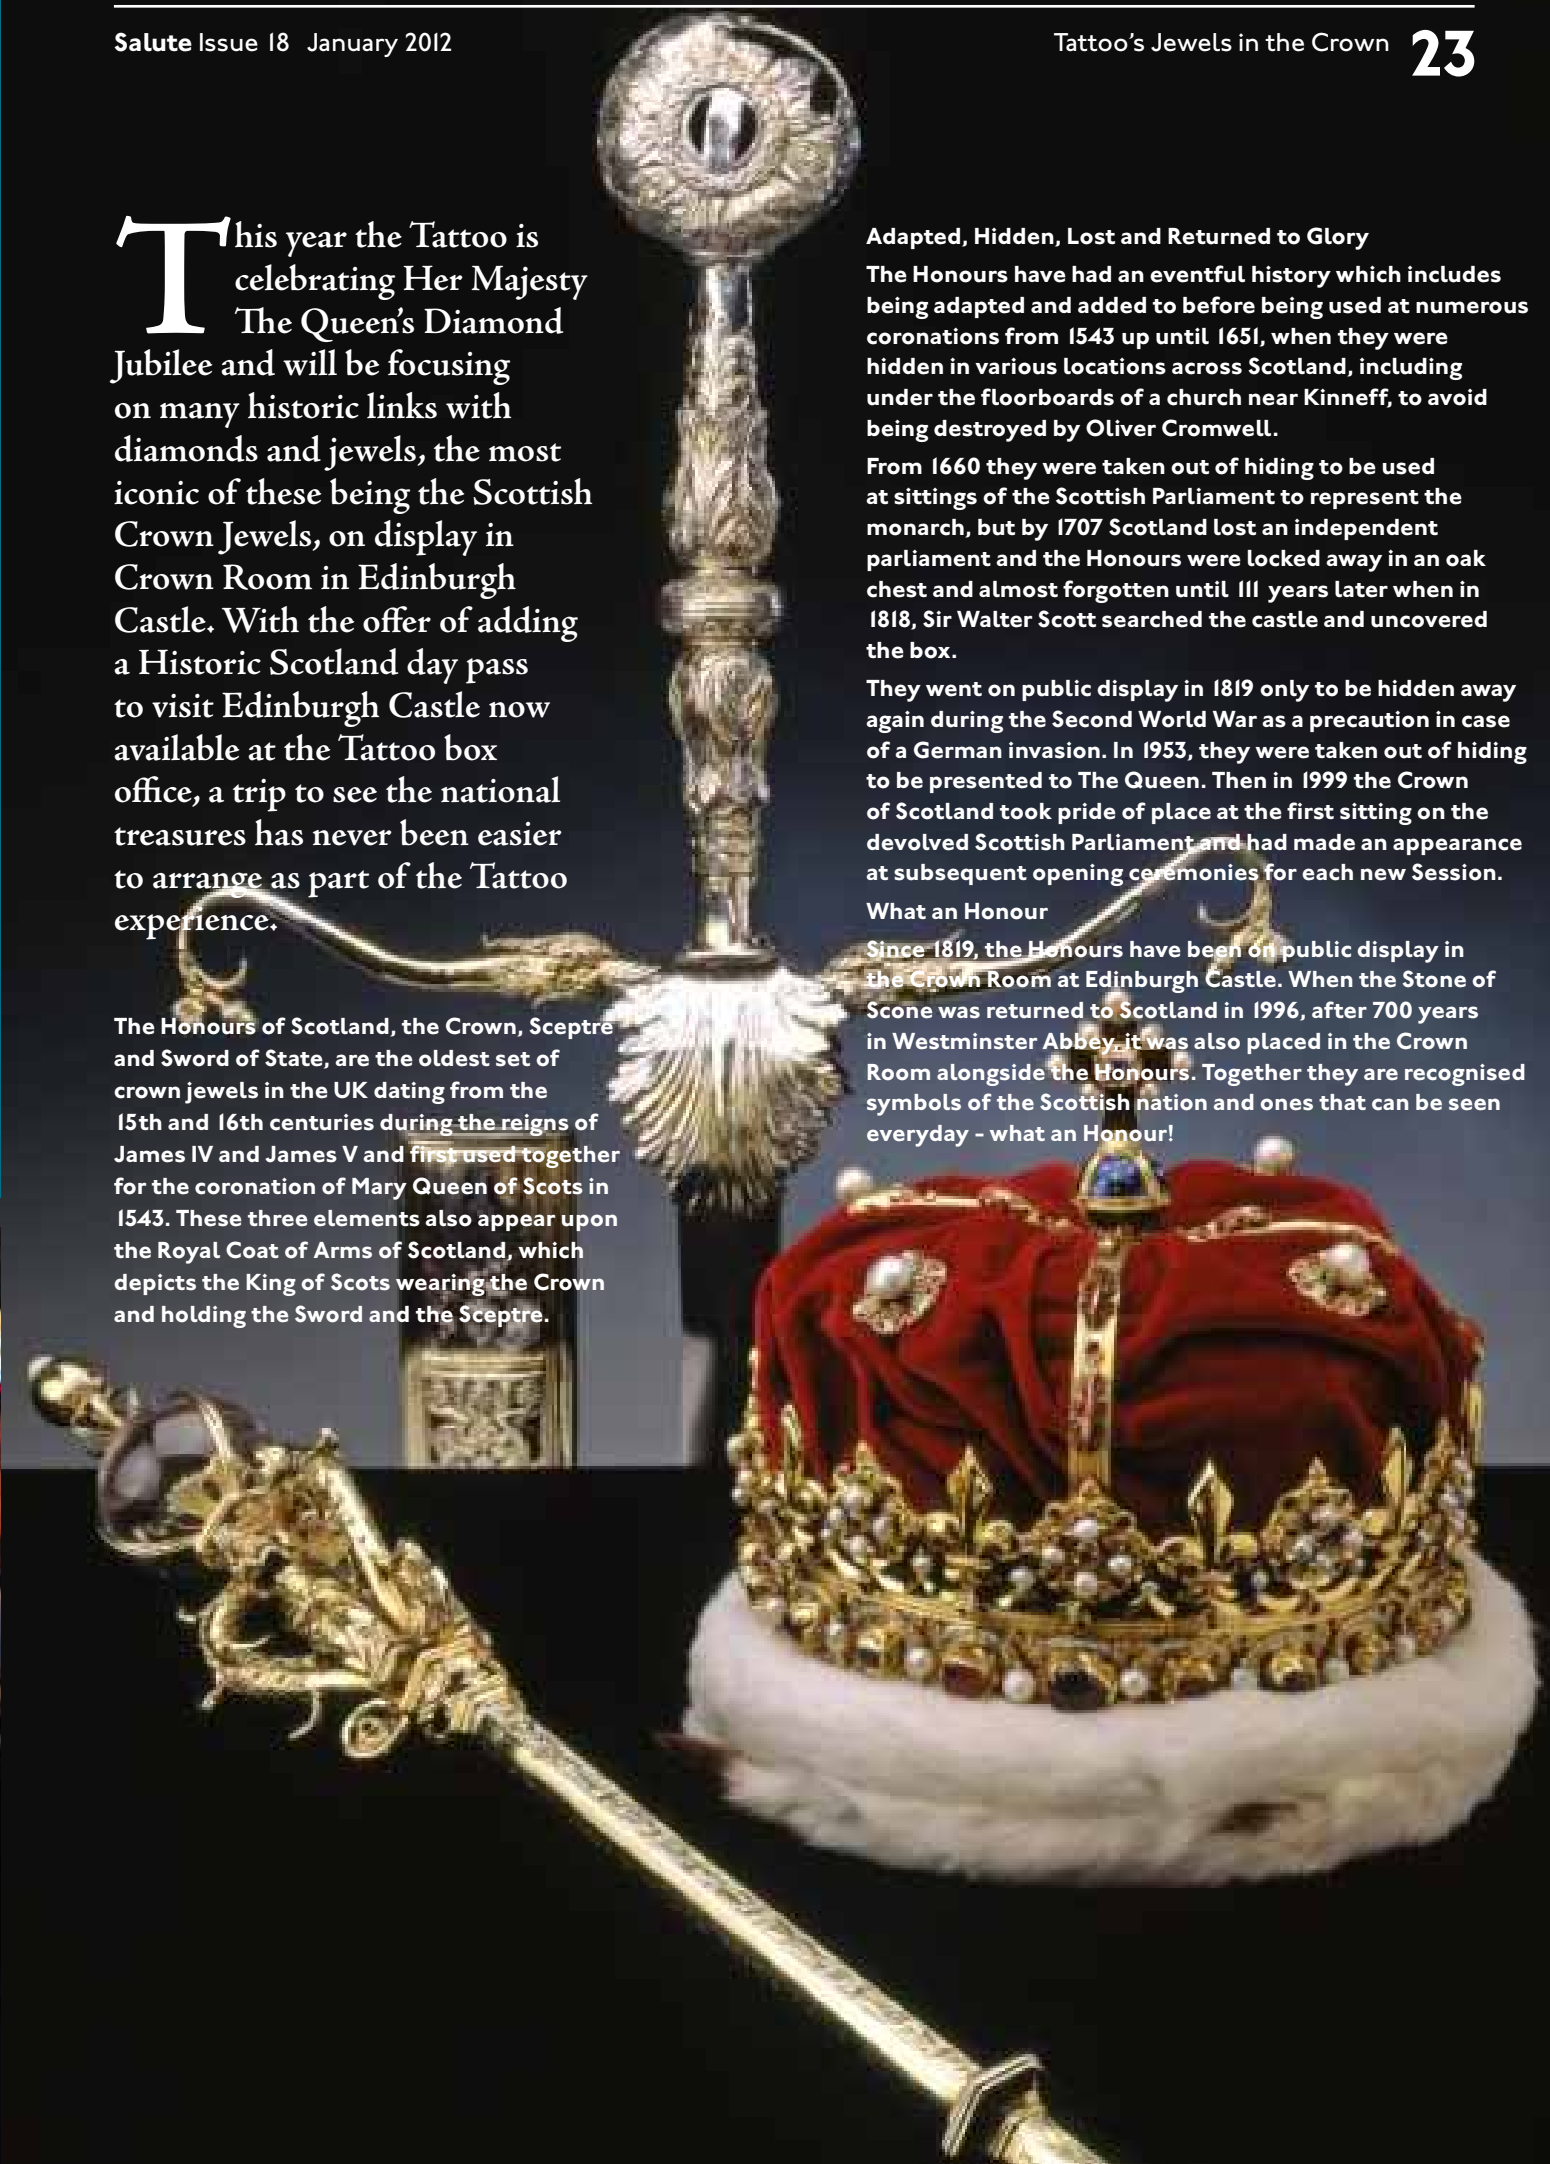 Salute Issue 18 January 2012
Tattoo's Jewels in the Crown 23
This year the Tattoo is
celebrating Her Majesty
The Queen's Diamond
Jubilee and will be focusing
on many historic links with
diamonds and jewels, the most
iconic of these being the Scottish
Crown Jewels, on display in
Crown Room in Edinburgh
Castle. With the offer of adding
a Historic Scotland day pass
to visit Edinburgh Castle now
available at the Tattoo box
office, a trip to see the national
treasures has never been easier
to arrange as part of the Tattoo
experience.
The Honours of Scotland, the Crown, Sceptre
and Sword of State, are the oldest set of
crown jewels in the UK dating from the
15th and 16th centuries during the reigns of
James IV and James V and first used together
for the coronation of Mary Queen of Scots in
1543. These three elements also appear upon
the Royal Coat of Arms of Scotland, which
depicts the King of Scots wearing the Crown
and holding the Sword and the Sceptre.
Adapted, Hidden, Lost and Returned to Glory
The Honours have had an eventful history which includes
being adapted and added to before being used at numerous
coronations from 1543 up until 1651, when they were
hidden in various locations across Scotland, including
under the floorboards of a church near Kinneff, to avoid
being destroyed by Oliver Cromwell.
From 1660 they were taken out of hiding to be used
at sittings of the Scottish Parliament to represent the
monarch, but by 1707 Scotland lost an independent
parliament and the Honours were locked away in an oak
chest and almost forgotten until 111 years later when in
1818, Sir Walter Scott searched the castle and uncovered
the box.
They went on public display in 1819 only to be hidden away
again during the Second World War as a precaution in case
of a German invasion. In 1953, they were taken out of hiding
to be presented to The Queen. Then in 1999 the Crown
of Scotland took pride of place at the first sitting on the
devolved Scottish Parliament and had made an appearance
at subsequent opening ceremonies for each new Session.
What an Honour
Since 1819, the Honours have been on public display in
the Crown Room at Edinburgh Castle. When the Stone of
Scone was returned to Scotland in 1996, after 700 years
in Westminster Abbey, it was also placed in the Crown
Room alongside the Honours. Together they are recognised
symbols of the Scottish nation and ones that can be seen
everyday - what an Honour!